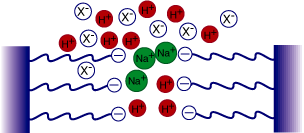 X⁻ H⁺ X⁻ H⁺ H⁺ X⁻
H⁺ X⁻ H⁺ H⁺ X⁻ X⁻ H⁺
− Na⁺ Na⁺ −
X⁻
− Na⁺ H⁺ −
− H⁺ H⁺ −